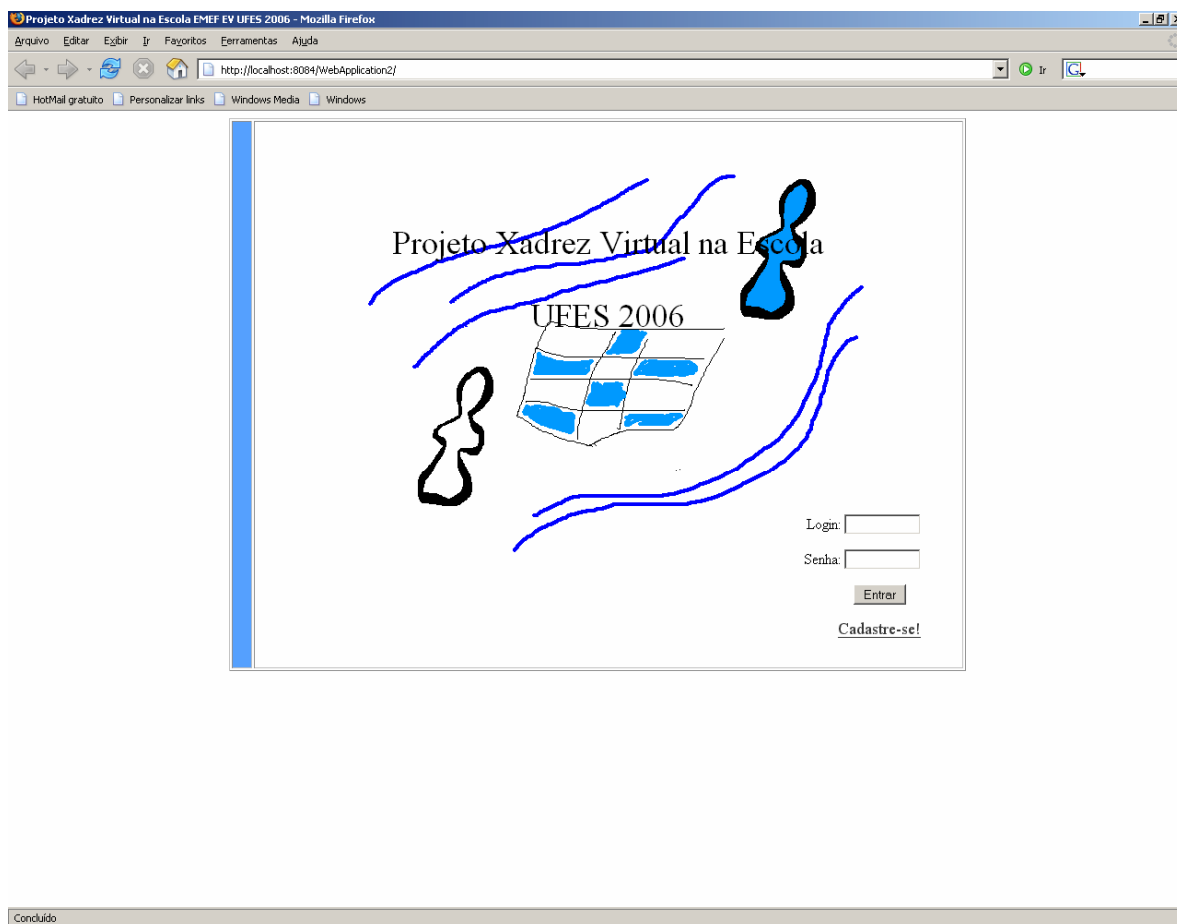 Projeto Xadrez Virtual na Escola EMEF EV UFES 2006 - Mozilla Firefox
Arquivo Editar Exibir Ir Favoritos Ferramentas Ajuda
http://localhost:8084/WebApplication2/ Ir G
HotMail gratuito Personalizar links Windows Media Windows
Projeto Xadrez Virtual na Escola
UFES 2006
Login:
Senha:
Entrar
Cadastre-se!
Concluído